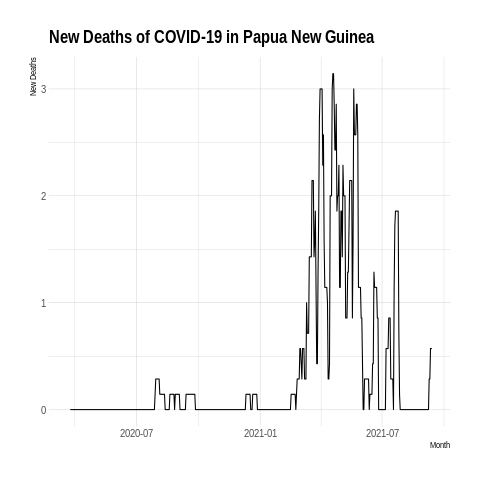 New Deaths of COVID-19 in Papua New Guinea
New Deaths
3
2
1
0
2020-07
2021-01
2021-07
Month